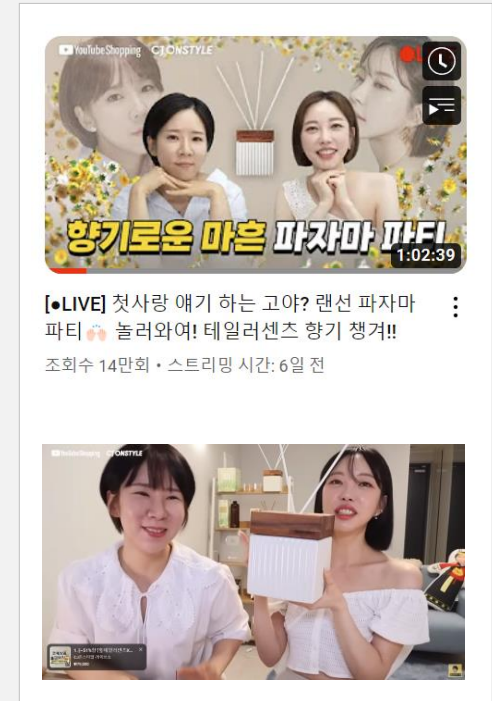 YouTube Shopping CJ ONSTYLE
향기로운 마흔 파자마 파티
1:02:39
[●LIVE] 첫사랑 얘기 하는 고야? 랜선 파자마
파티🙌🏻 놀러와여! 테일러센츠 향기 챙겨!!
조회수 14만회 • 스트리밍 시간: 6일 전
YouTube Shopping CJ ONSTYLE